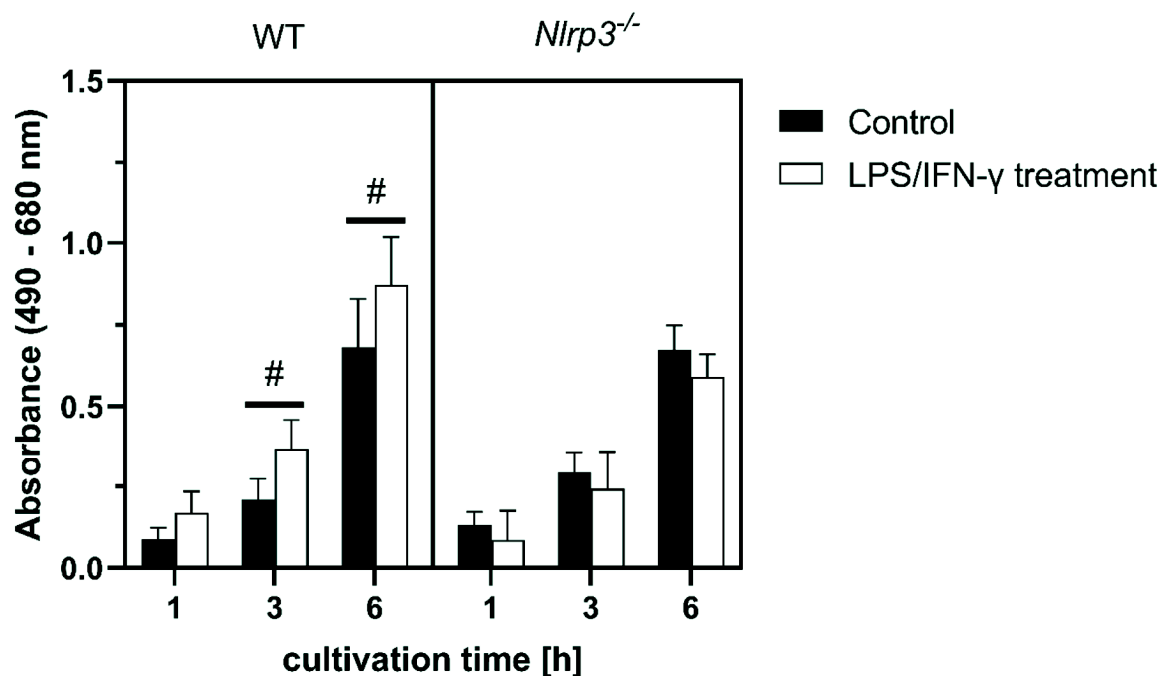 WT
Nlrp3-/-
1.5
1.0
0.5
0.0
Absorbance (490 - 680 nm)
#
#
1
3
6
1
3
6
cultivation time [h]
Control
LPS/IFN-γ treatment